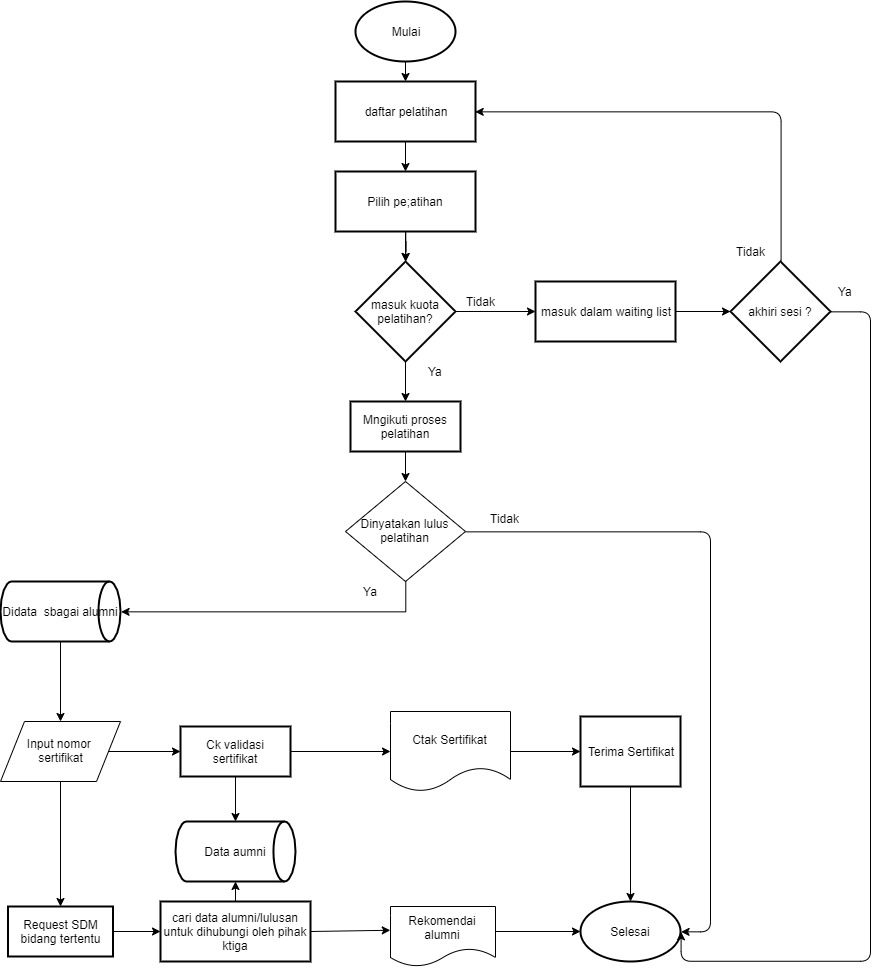 Mulai
daftar pelatihan
Pilih pe;atihan
masuk kuota
pelatihan?
Tidak
masuk dalam waiting list
akhiri sesi ?
Tidak
Ya
Ya
Mngikuti proses
pelatihan
Dinyatakan lulus
pelatihan
Tidak
Ya
Didata  sbagai alumni
Input nomor
sertifikat
Ck validasi
sertifikat
Ctak Sertifikat
Terima Sertifikat
Data aumni
Request SDM
bidang tertentu
cari data alumni/lulusan
untuk dihubungi oleh pihak
ktiga
Rekomendai
alumni
Selesai